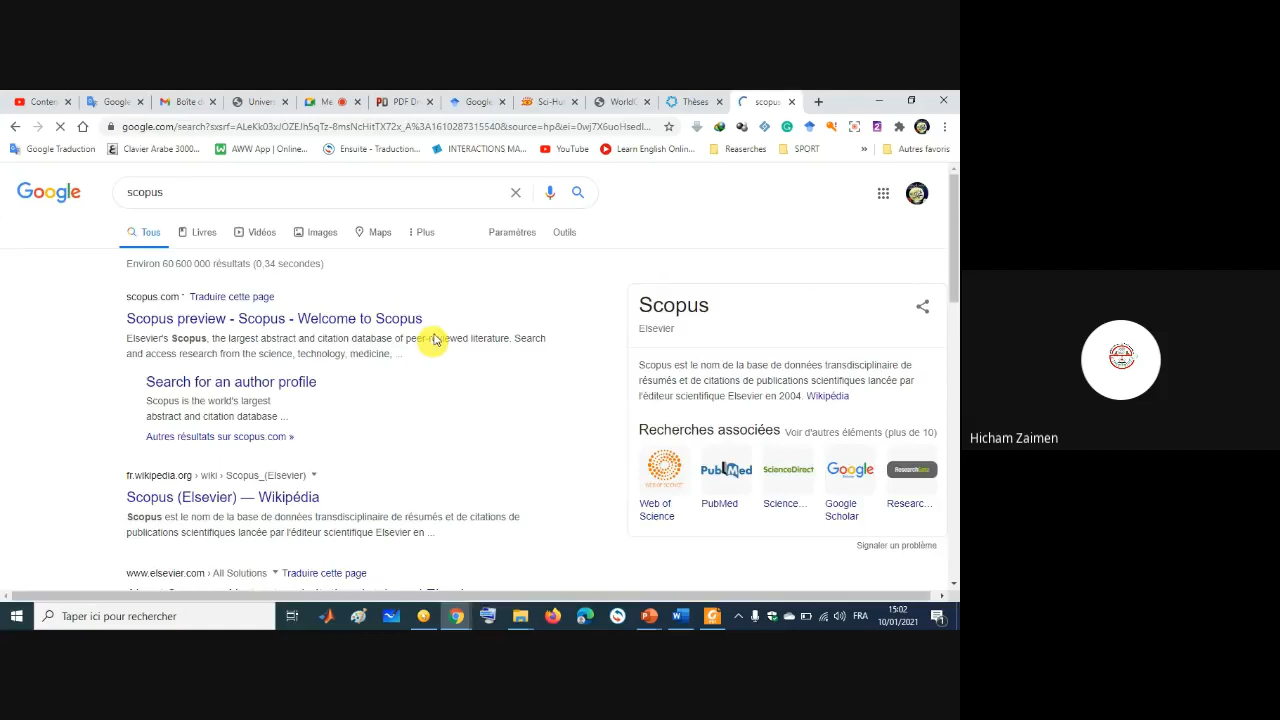 Conten
Google
Boîte d
Univers
Me
PDF Dr
Google
Sci-Hu
WorldC
Thèses
scopus
google.com/search?sxsrf=ALeKk03xJOZEJh5qTz-8msNcHitTX72x_A%3A1610287315540&source=hp&ei=0wj7X6uoHsedl...
Google Traduction
Clavier Arabe 3000...
AWW App | Online...
Ensuite - Traduction...
INTERACTIONS MA...
YouTube
Learn English Onlin...
Reaserches
SPORT
»
Autres favoris
Google
scopus
Tous
Livres
Vidéos
Images
Maps
Plus
Paramètres
Outils
Environ 60 600 000 résultats (0,34 secondes)
scopus.com Traduire cette page
Scopus preview - Scopus - Welcome to Scopus
Elsevier's Scopus, the largest abstract and citation database of peer-reviewed literature. Search
and access research from the science, technology, medicine, ...
Search for an author profile
Scopus is the world's largest
abstract and citation database ...
Autres résultats sur scopus.com »
fr.wikipedia.org › wiki › Scopus_(Elsevier)
Scopus (Elsevier) — Wikipédia
Scopus est le nom de la base de données transdisciplinaire de résumés et de citations de
publications scientifiques lancée par l'éditeur scientifique Elsevier en ...
www.elsevier.com › All Solutions Traduire cette page
Scopus
Elsevier
Scopus est le nom de la base de données transdisciplinaire de
résumés et de citations de publications scientifiques lancée par
l'éditeur scientifique Elsevier en 2004. Wikipédia
Recherches associées
Voir d'autres éléments (plus de 10)
WEB OF SCIENCE
PubMed
ScienceDirect
Google
ResearchGate
Web of
Science
PubMed
Science...
Google
Scholar
Researc...
Signaler un problème
Taper ici pour rechercher
FRA
15:02
10/01/2021
Hicham Zaimen